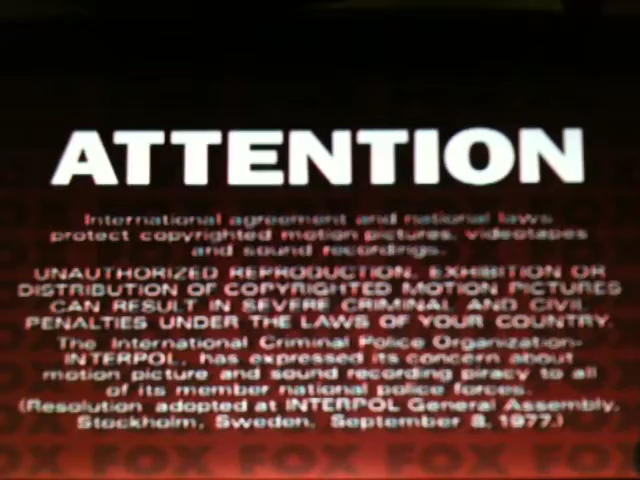 ATTENTION
International agreement and national laws
protect copyrighted motion pictures, videotapes
and sound recordings.
UNAUTHORIZED REPRODUCTION, EXHIBITION OR
DISTRIBUTION OF COPYRIGHTED MOTION PICTURES
CAN RESULT IN SEVERE CRIMINAL AND CIVIL
PENALTIES UNDER THE LAWS OF YOUR COUNTRY.
The International Criminal Police Organization-
INTERPOL, has expressed its concern about
motion picture and sound recording piracy to all
of its member national police forces.
(Resolution adopted at INTERPOL General Assembly,
Stockholm, Sweden, September 8, 1977.)
OX FOX FOX FOX FOX FOX